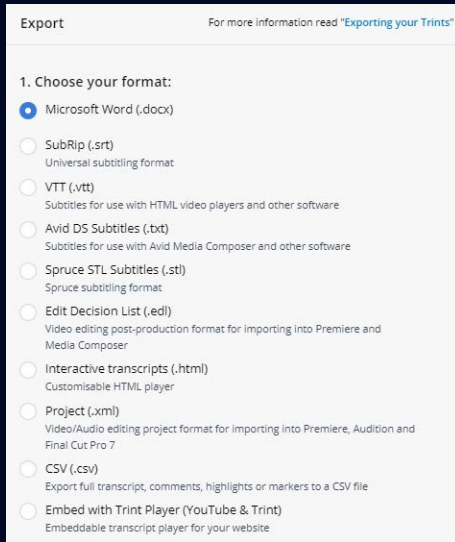 Export
For more information read "Exporting your Trints"
1. Choose your format:
Microsoft Word (.docx)
SubRip (.srt)
Universal subtitling format
VTT (.vtt)
Subtitles for use with HTML video players and other software
Avid DS Subtitles (.txt)
Subtitles for use with Avid Media Composer and other software
Spruce STL Subtitles (.stl)
Spruce subtitling format
Edit Decision List (.edl)
Video editing post-production format for importing into Premiere and
Media Composer
Interactive transcripts (.html)
Customisable HTML player
Project (.xml)
Video/Audio editing project format for importing into Premiere, Audition and
Final Cut Pro 7
CSV (.csv)
Export full transcript, comments, highlights or markers to a CSV file
Embed with Trint Player (YouTube & Trint)
Embeddable transcript player for your website